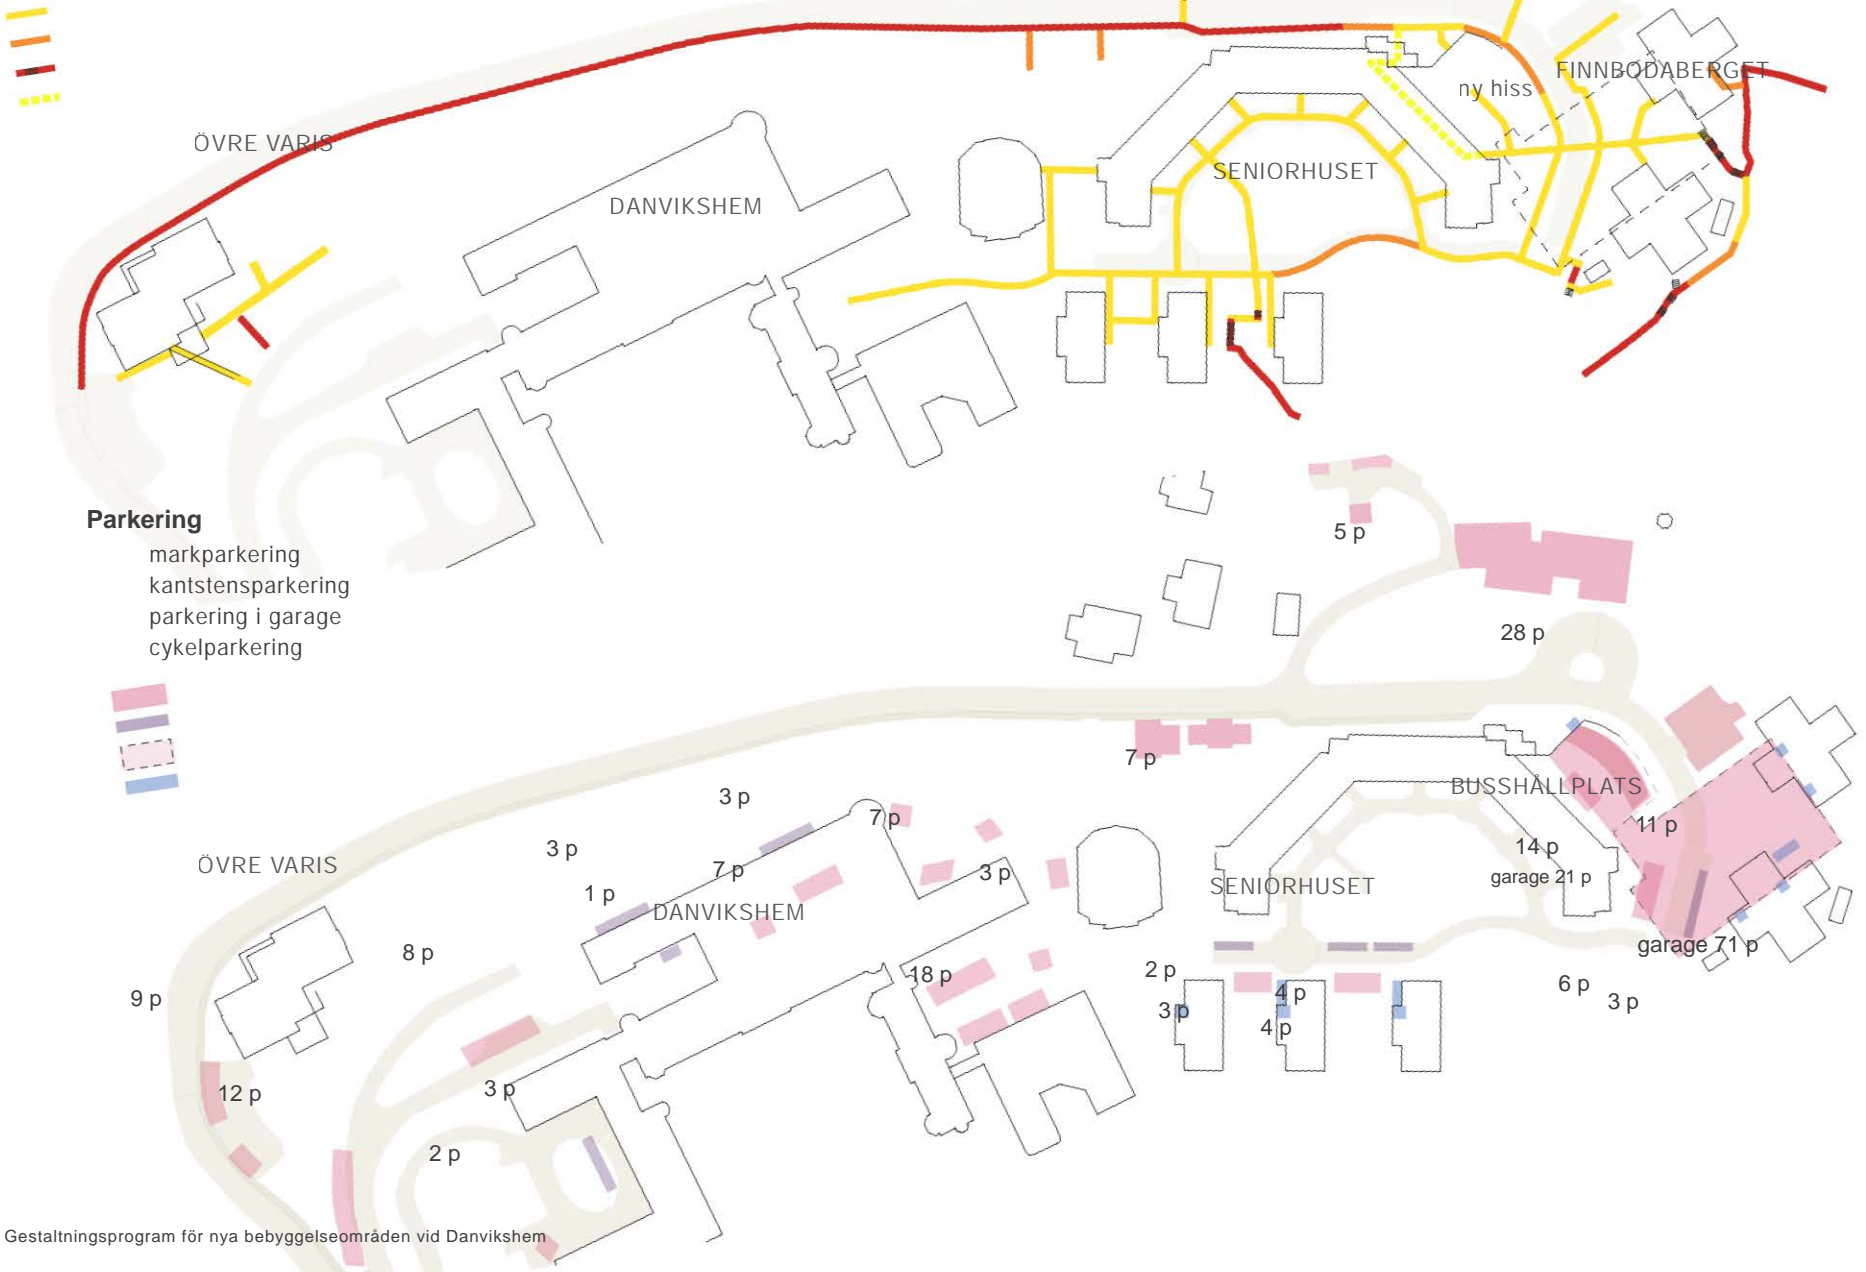 FINNBODABERGET
ny hiss
ÖVRE VARIS
SENIORHUSET
DANVIKSHEM
Parkering
markparkering
kantstensparkering
parkering i garage
cykelparkering
5 p
28 p
7 p
BUSSHÅLLPLATS
3 p
7 p
11 p
3 p
14 p
ÖVRE VARIS
7 p
3 p
garage 21 p
1 p
SENIORHUSET
DANVIKSHEM
garage 71 p
8 p
18 p
2 p
6 p
9 p
4 p
3 p
3 p
4 p
12 p
3 p
2 p
Gestaltningsprogram för nya bebyggelseområden vid Danvikshem